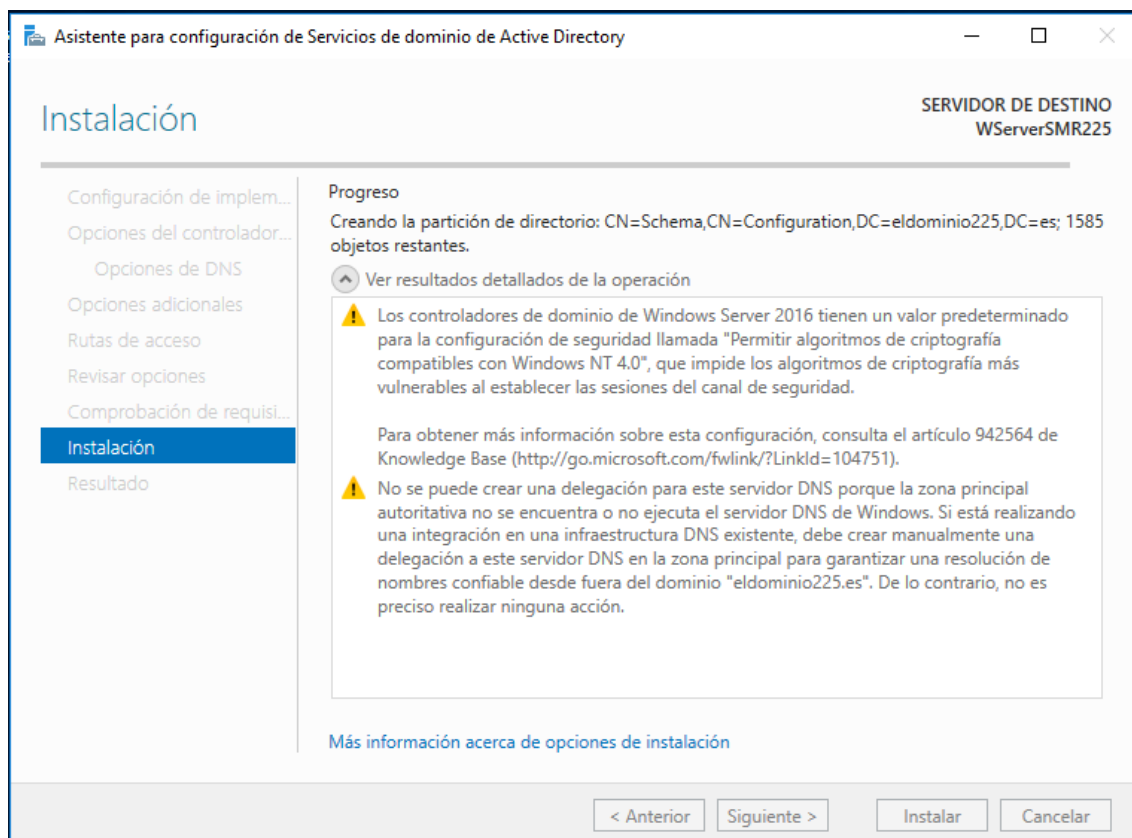 Asistente para configuración de Servicios de dominio de Active Directory
Instalación
SERVIDOR DE DESTINO
WServerSMR225
Configuración de implem...
Opciones del controlador...
Opciones de DNS
Opciones adicionales
Rutas de acceso
Revisar opciones
Comprobación de requisi...
Instalación
Resultado
Progreso
Creando la partición de directorio: CN=Schema,CN=Configuration,DC=eldominio225,DC=es; 1585
objetos restantes.
Ver resultados detallados de la operación
Los controladores de dominio de Windows Server 2016 tienen un valor predeterminado
para la configuración de seguridad llamada "Permitir algoritmos de criptografía
compatibles con Windows NT 4.0", que impide los algoritmos de criptografía más
vulnerables al establecer las sesiones del canal de seguridad.
Para obtener más información sobre esta configuración, consulta el artículo 942564 de
Knowledge Base (http://go.microsoft.com/fwlink/?LinkId=104751).
No se puede crear una delegación para este servidor DNS porque la zona principal
autoritativa no se encuentra o no ejecuta el servidor DNS de Windows. Si está realizando
una integración en una infraestructura DNS existente, debe crear manualmente una
delegación a este servidor DNS en la zona principal para garantizar una resolución de
nombres confiable desde fuera del dominio "eldominio225.es". De lo contrario, no es
preciso realizar ninguna acción.
Más información acerca de opciones de instalación
< Anterior
Siguiente >
Instalar
Cancelar